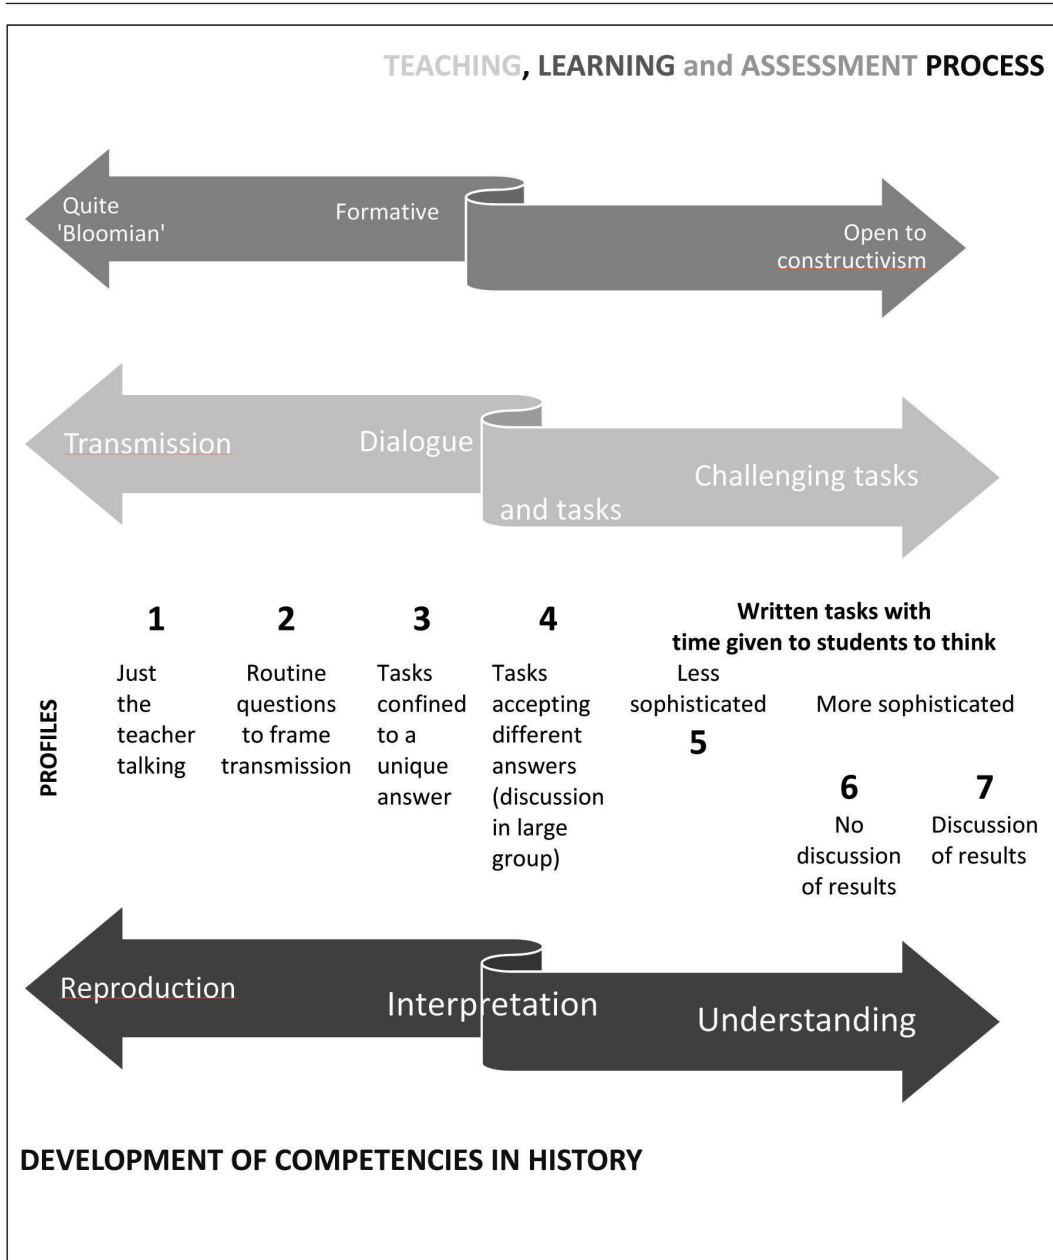 TEACHING, LEARNING and ASSESSMENT PROCESS
Quite
'Bloomian'
Formative
Open to
constructivism
Transmission
Dialogue
and tasks
Challenging tasks
PROFILES
1
Just
the
teacher
talking
2
Routine
questions
to frame
transmission
3
Tasks
confined
to a
unique
answer
4
Tasks
accepting
different
answers
(discussion
in large
group)
Written tasks with
time given to students to think
Less
sophisticated
5
More sophisticated
6
No
discussion
of results
7
Discussion
of results
Reproduction
Interpretation
Understanding
DEVELOPMENT OF COMPETENCIES IN HISTORY